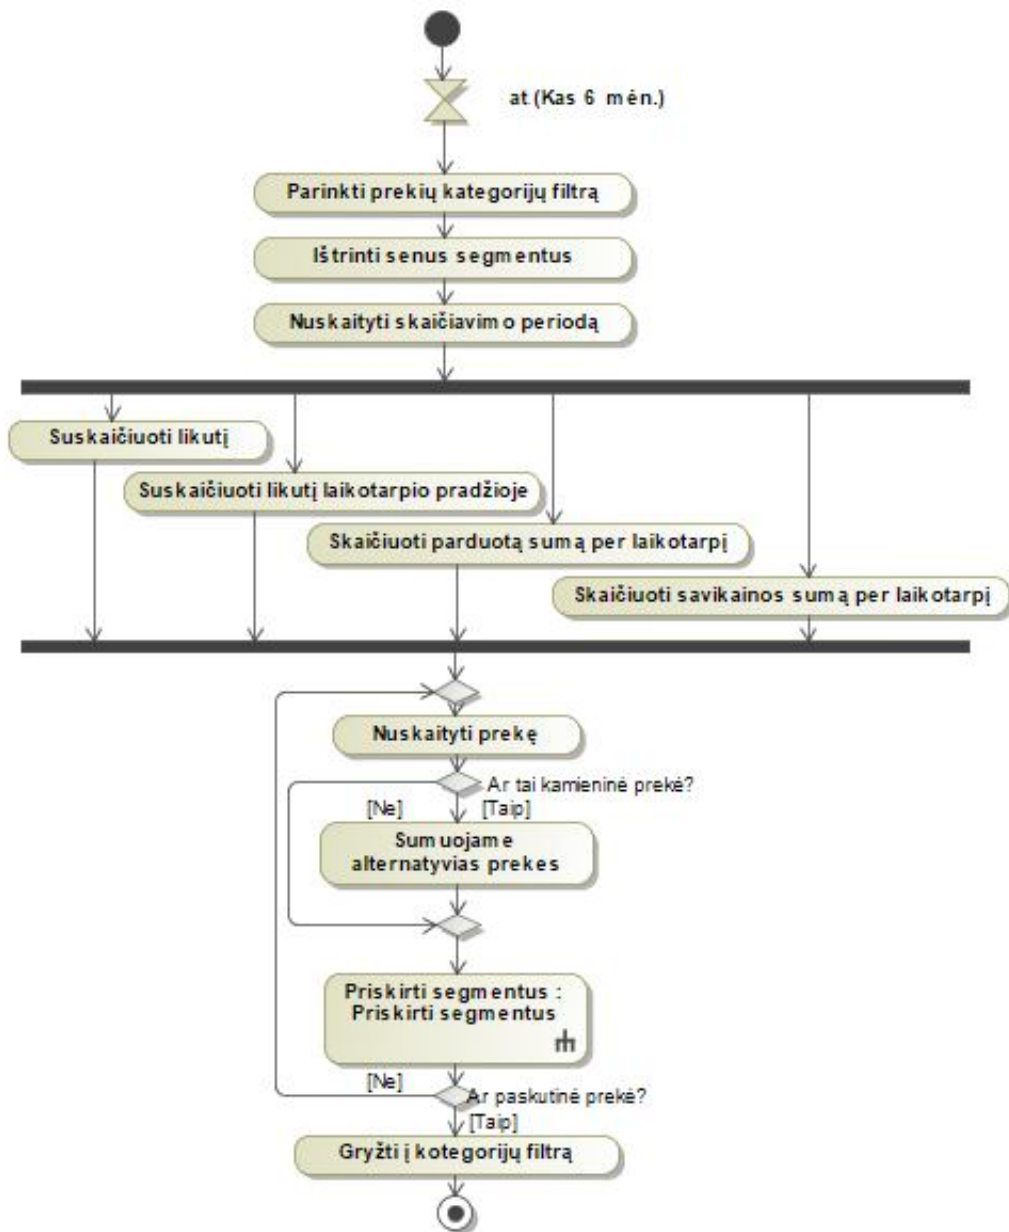 at (Kas 6 mėn.)
Parinkti prekių kategorijų filtrą
Ištrinti senus segmentus
Nuskaityti skaičiavimo periodą
Suskaičiuoti likutį
Suskaičiuoti likutį laikotarpio pradžioje
Skaičiuoti parduotą sumą per laikotarpį
Skaičiuoti savikainos sumą per laikotarpį
Nuskaityti prekę
Ar tai kamieninė prekė?
[Ne]
[Taip]
Sumuojame
alternatyvias prekes
Priskirti segmentus :
Priskirti segmentus
[Ne]
Ar paskutinė prekė?
[Taip]
Gryžti į kotegorijų filtrą